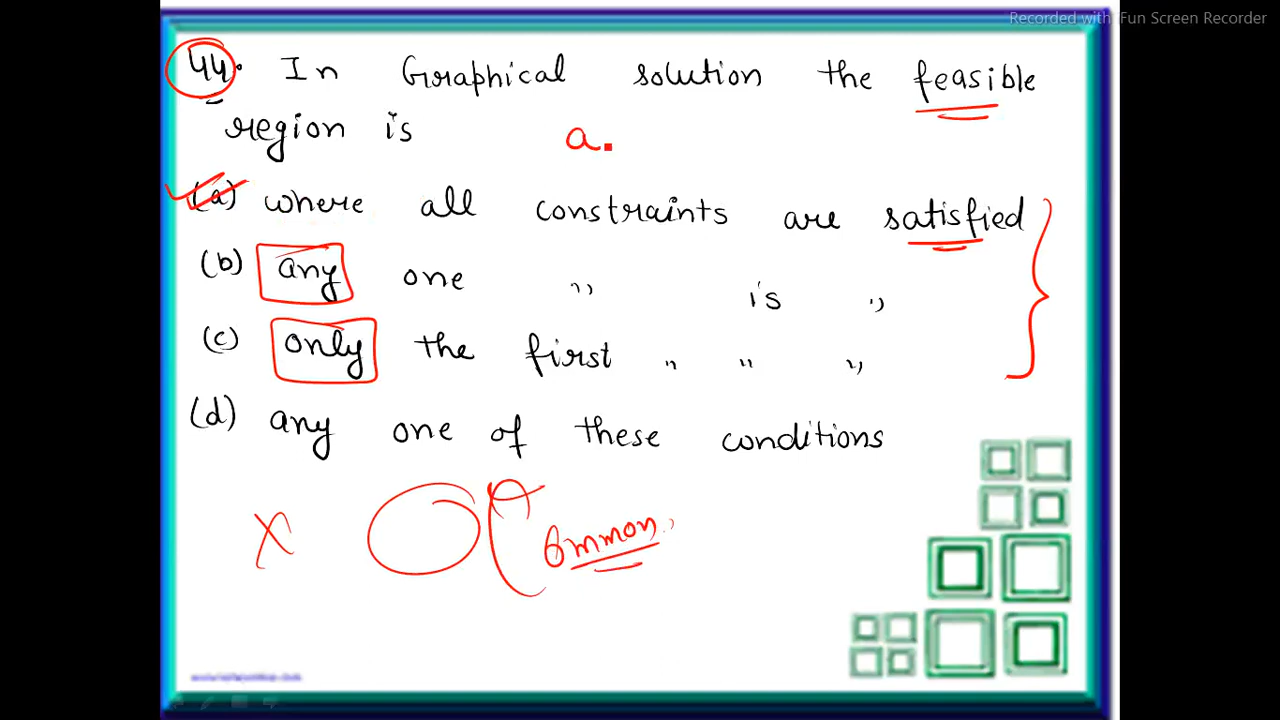 Recorded with Fun Screen Recorder
44. In Graphical solution the feasible
region is a.
(a) where all constraints are satisfied
(b) any one ,, is ,,
(c) only the first ,, ,, ,,
(d) any one of these conditions
X Common